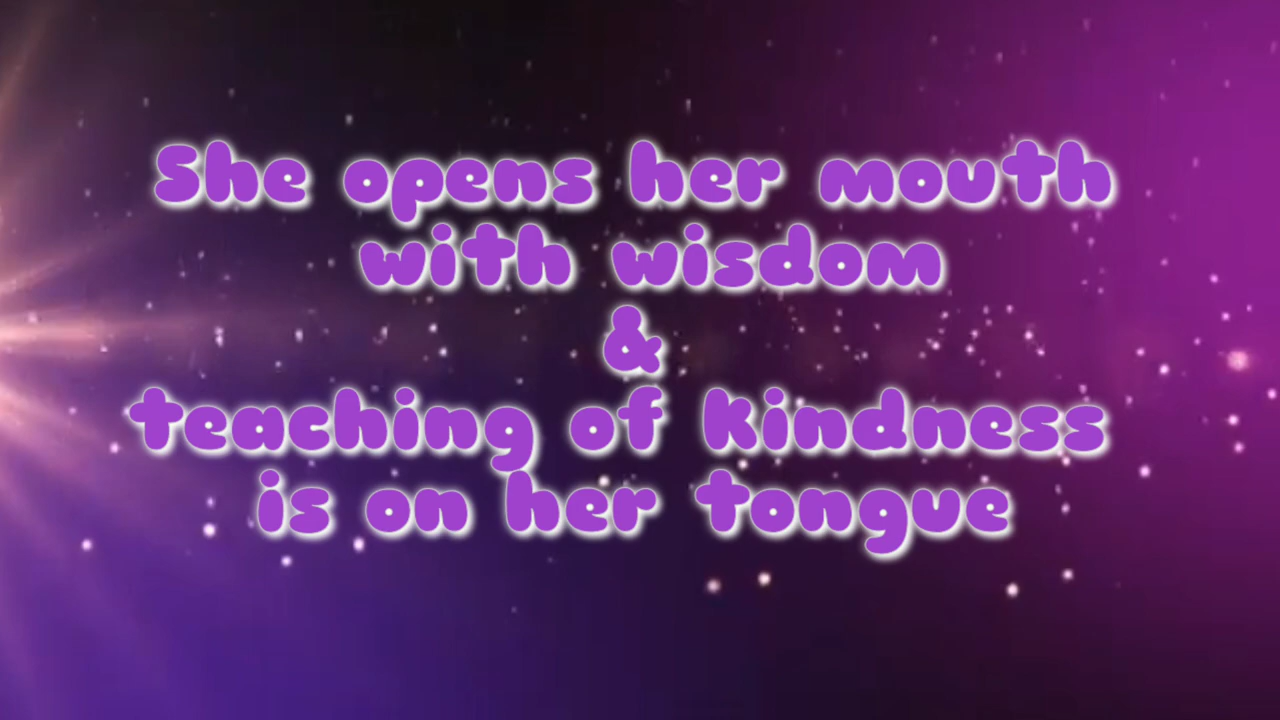 She opens her mouth
with wisdom
&
teaching of kindness
is on her tongue